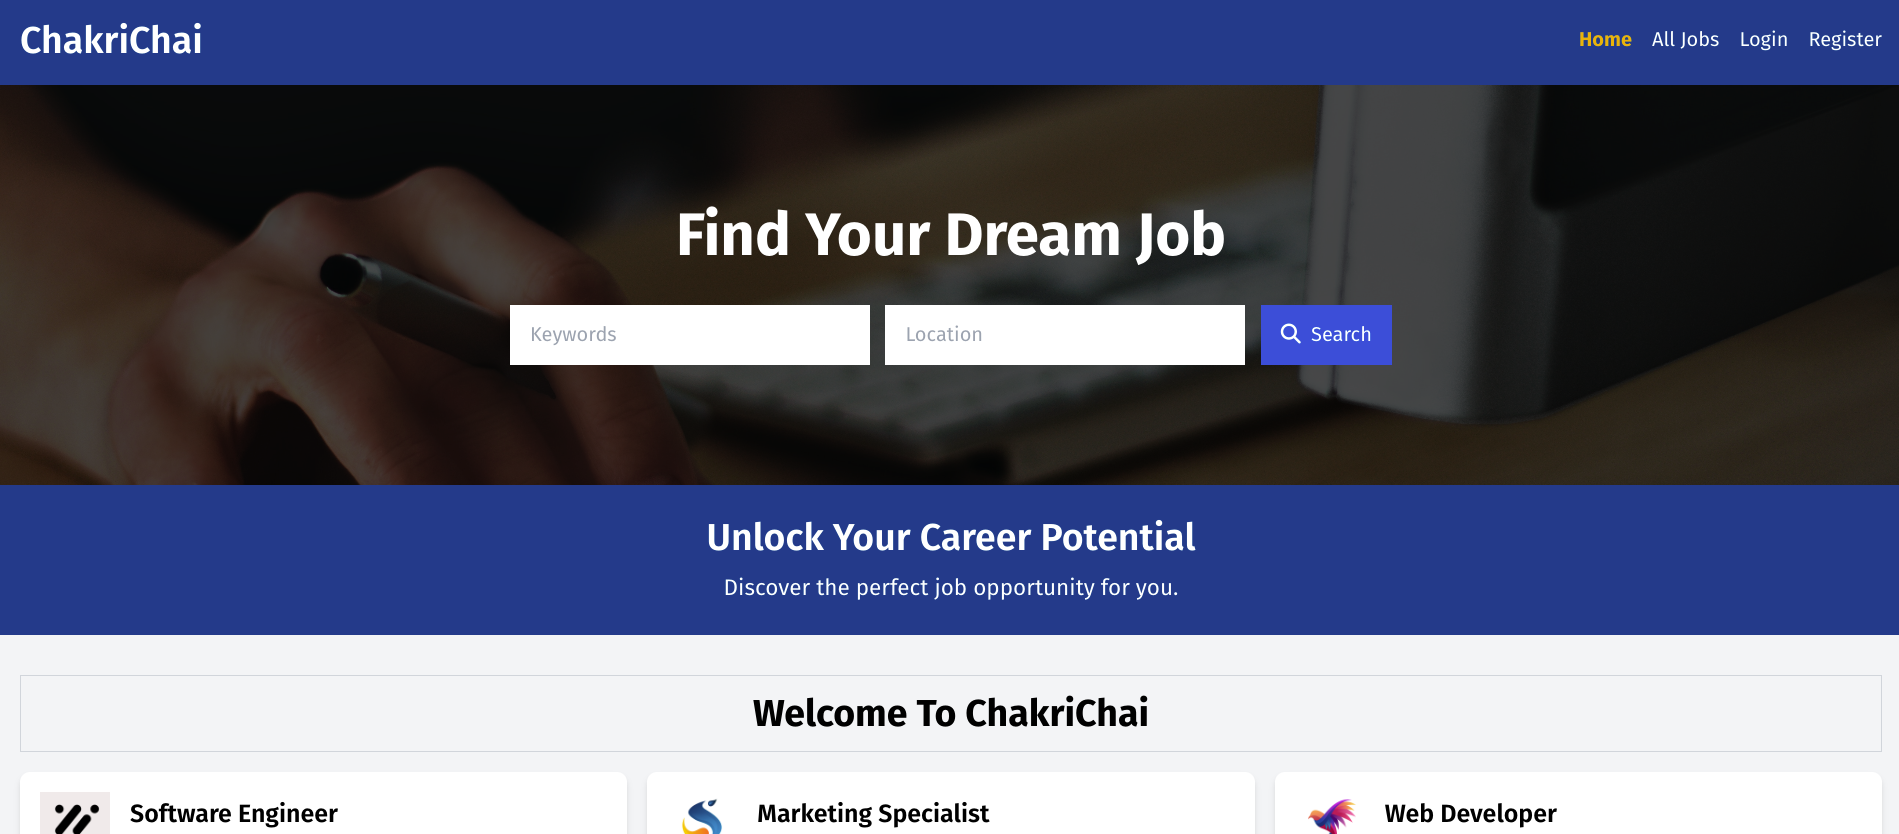 ChakriChai
Home All Jobs Login Register
Find Your Dream Job
Keywords Location Search
Unlock Your Career Potential
Discover the perfect job opportunity for you.
Welcome To ChakriChai
Software Engineer Marketing Specialist Web Developer